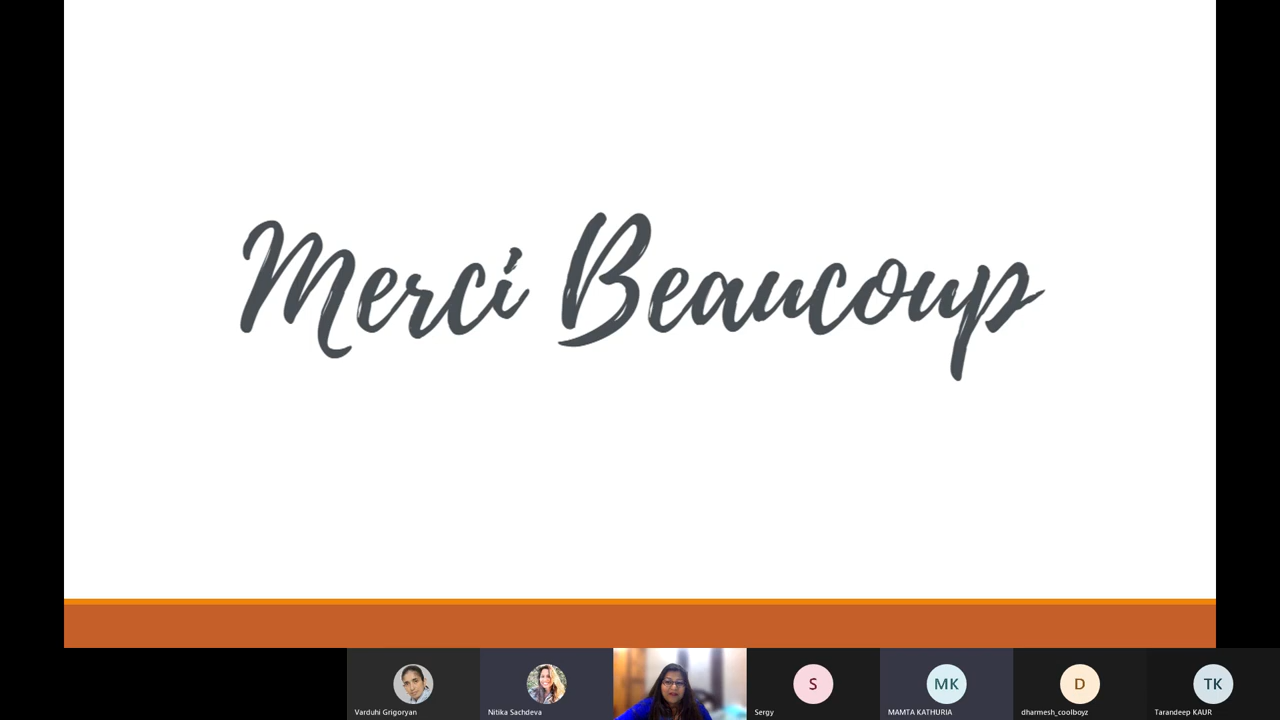 Merci Beaucoup
Varduhi Grigoryan
Nitika Sachdeva
S
Sergy
MK
MAMTA KATHURIA
D
dharmesh_coolboyz
TK
Tarandeep KAUR